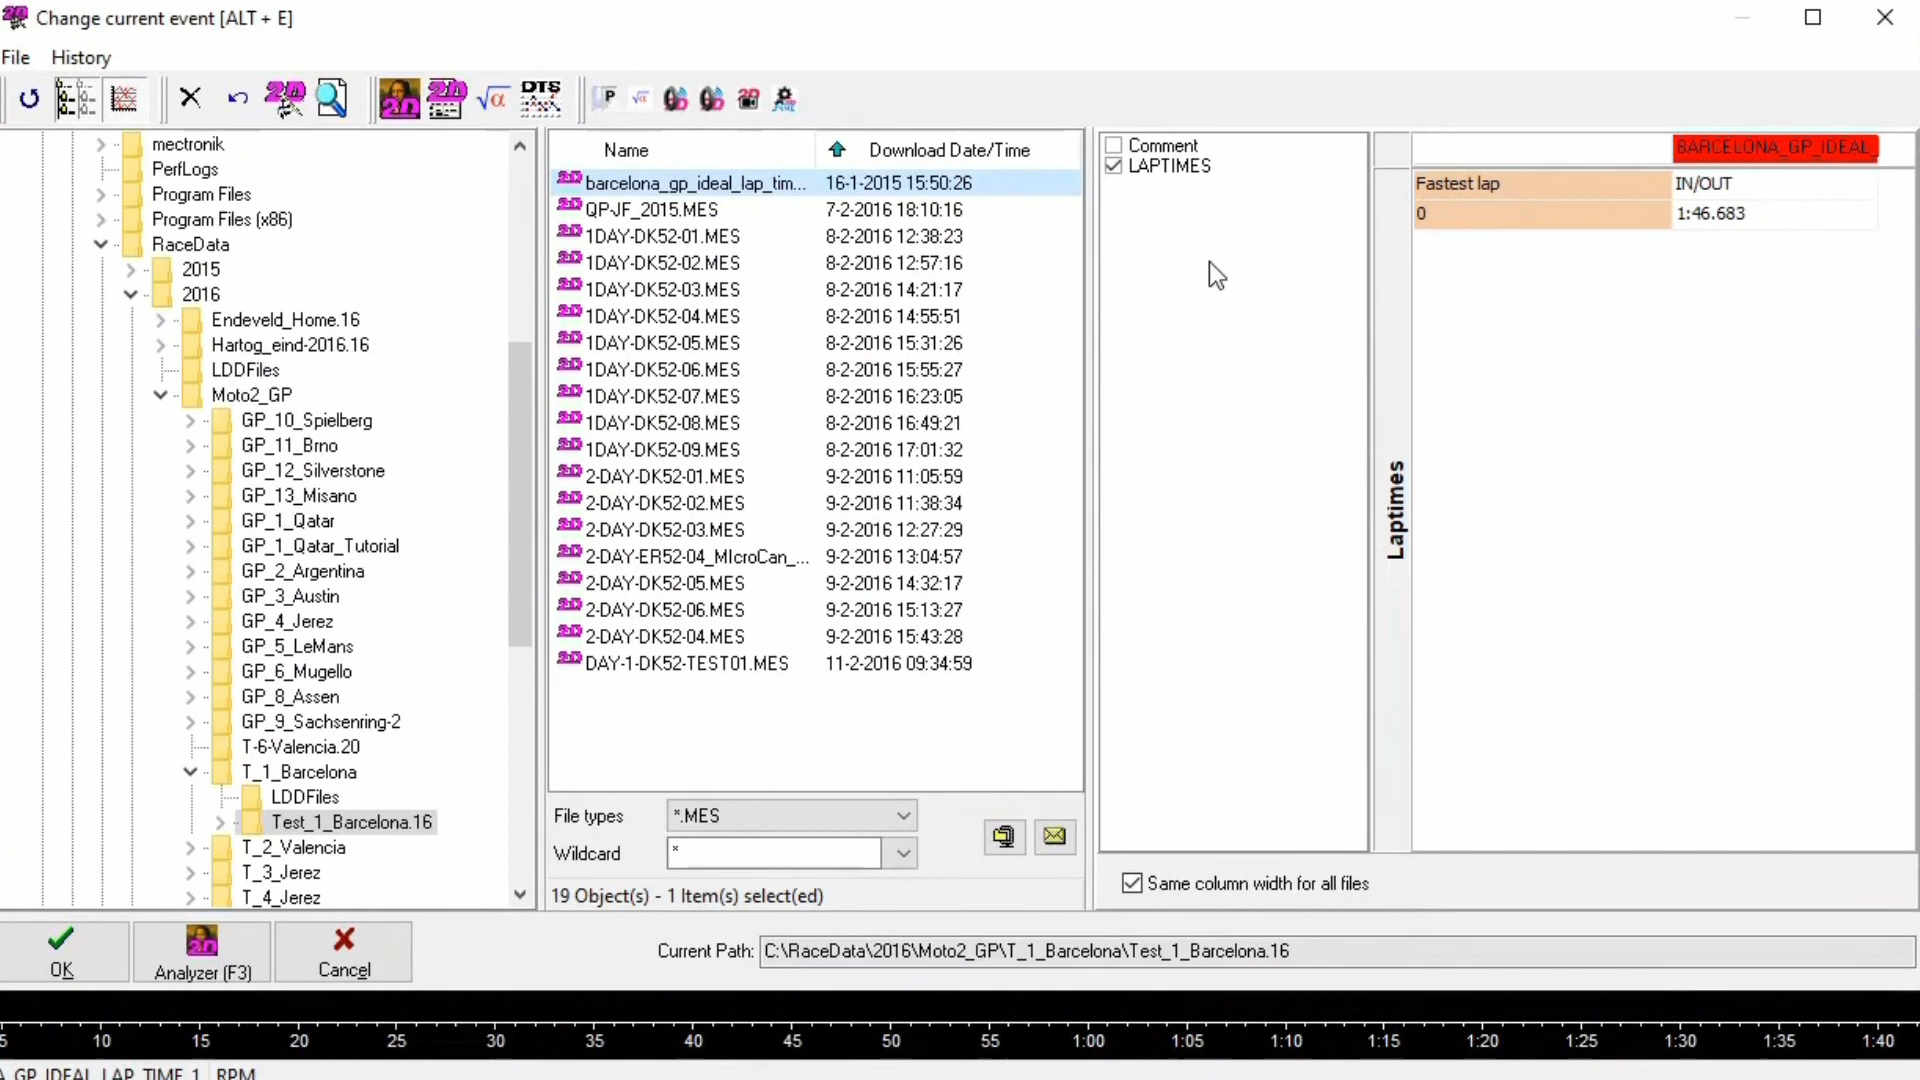 Change current event [ALT + E]
File History
mectronik
PerfLogs
Program Files
Program Files (x86)
RaceData
2015
2016
Endeveld_Home.16
Hartog_eind-2016.16
LDDFiles
Moto2_GP
GP_10_Spielberg
GP_11_Brno
GP_12_Silverstone
GP_13_Misano
GP_1_Qatar
GP_1_Qatar_Tutorial
GP_2_Argentina
GP_3_Austin
GP_4_Jerez
GP_5_LeMans
GP_6_Mugello
GP_8_Assen
GP_9_Sachsenring-2
T-6-Valencia.20
T_1_Barcelona
LDDFiles
Test_1_Barcelona.16
T_2_Valencia
T_3_Jerez
T_4_Jerez
Name Download Date/Time
barcelona_gp_ideal_lap_tim... 16-1-2015 15:50:26
QP-JF_2015.MES 7-2-2016 18:10:16
1DAY-DK52-01.MES 8-2-2016 12:38:23
1DAY-DK52-02.MES 8-2-2016 12:57:16
1DAY-DK52-03.MES 8-2-2016 14:21:17
1DAY-DK52-04.MES 8-2-2016 14:55:51
1DAY-DK52-05.MES 8-2-2016 15:31:26
1DAY-DK52-06.MES 8-2-2016 15:55:27
1DAY-DK52-07.MES 8-2-2016 16:23:05
1DAY-DK52-08.MES 8-2-2016 16:49:21
1DAY-DK52-09.MES 8-2-2016 17:01:32
2-DAY-DK52-01.MES 9-2-2016 11:05:59
2-DAY-DK52-02.MES 9-2-2016 11:38:34
2-DAY-DK52-03.MES 9-2-2016 12:27:29
2-DAY-ER52-04_MIcroCan_... 9-2-2016 13:04:57
2-DAY-DK52-05.MES 9-2-2016 14:32:17
2-DAY-DK52-06.MES 9-2-2016 15:13:27
2-DAY-DK52-04.MES 9-2-2016 15:43:28
DAY-1-DK52-TEST01.MES 11-2-2016 09:34:59
File types *.MES
Wildcard *
19 Object(s) - 1 Item(s) select(ed)
Comment
LAPTIMES
Laptimes
BARCELONA_GP_IDEAL_
Fastest lap IN/OUT
0 1:46.683
Same column width for all files
OK Analyzer (F3) Cancel
Current Path: C:\RaceData\2016\Moto2_GP\T_1_Barcelona\Test_1_Barcelona.16
5 10 15 20 25 30 35 40 45 50 55 1:00 1:05 1:10 1:15 1:20 1:25 1:30 1:35 1:40
A_GP_IDEAL_LAP_TIME_1 RPM